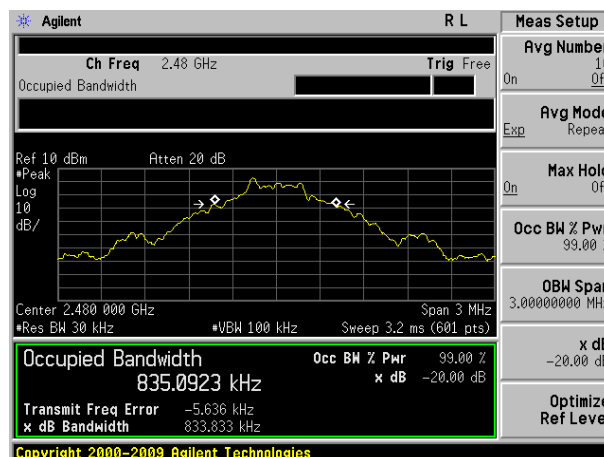 Agilent
R L
Meas Setup
Ch Freq 2.48 GHz
Trig Free
Occupied Bandwidth
Ref 10 dBm Atten 20 dB
#Peak
Log
10
dB/
Center 2.480 000 GHz
Span 3 MHz
#Res BW 30 kHz #VBW 100 kHz Sweep 3.2 ms (601 pts)
Occupied Bandwidth
835.0923 kHz
Occ BW % Pwr 99.00 %
x dB -20.00 dB
Transmit Freq Error -5.636 kHz
x dB Bandwidth 833.833 kHz
Copyright 2000-2009 Agilent Technologies
Avg Number
On
Avg Mode
Exp Repea
Max Hold
On Of
Occ BW % Pwr
99.00
OBW Span
3.00000000 MH
x dB
-20.00 dB
Optimize
Ref Leve